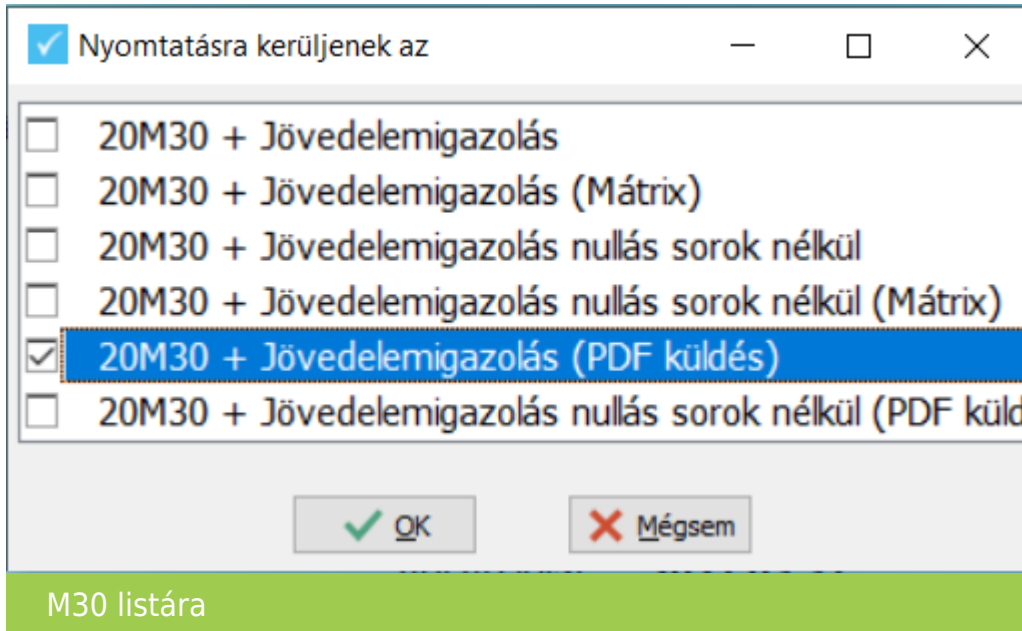 Nyomtatásra kerüljenek az
20M30 + Jövedelemigazolás
20M30 + Jövedelemigazolás (Mátrix)
20M30 + Jövedelemigazolás nullás sorok nélkül
20M30 + Jövedelemigazolás nullás sorok nélkül (Mátrix)
20M30 + Jövedelemigazolás (PDF küldés)
20M30 + Jövedelemigazolás nullás sorok nélkül (PDF küld
OK Mégsem
M30 listára